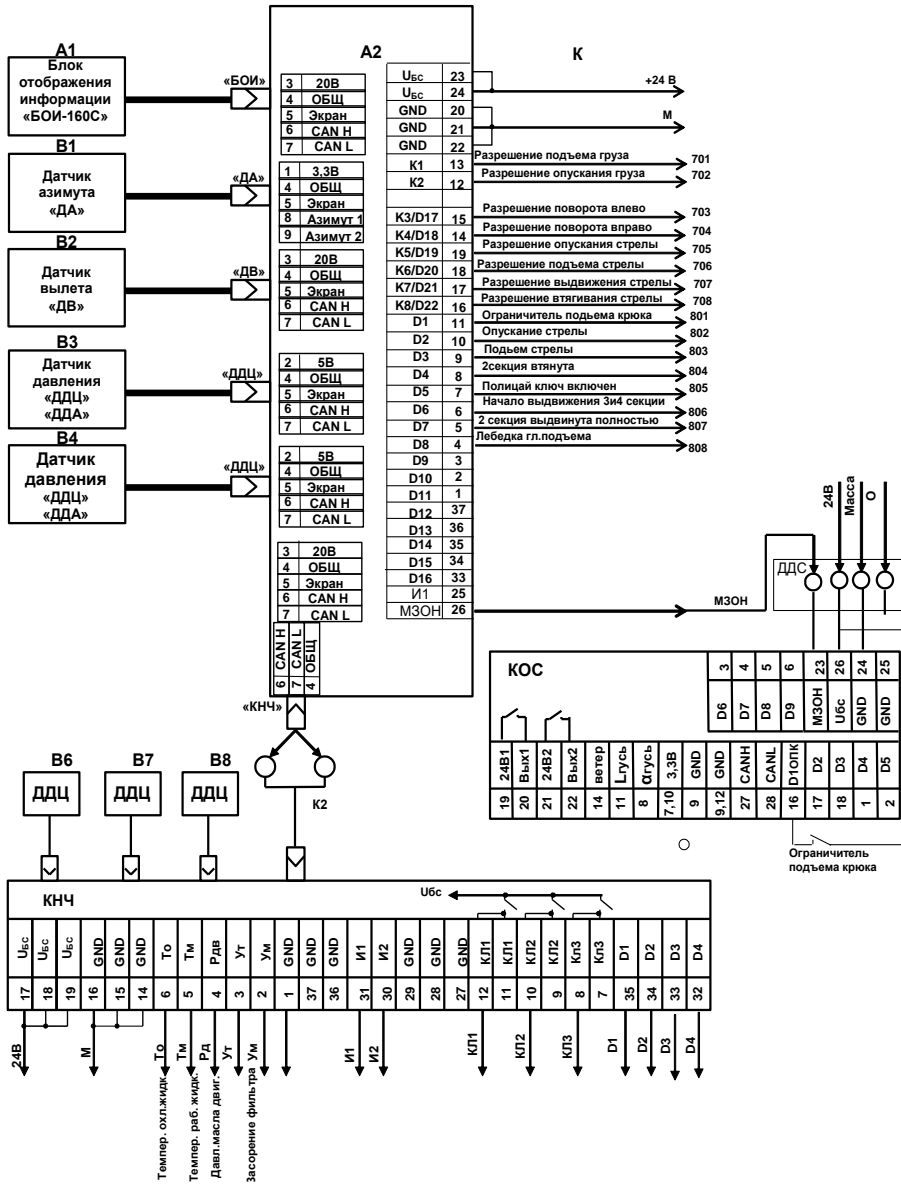 А1
Блок
отображения
информации
«БОИ-160С»
«БОИ»
В1
Датчик
азимута
«ДА»
«ДА»
В2
Датчик
вылета
«ДВ»
«ДВ»
В3
Датчик
давления
«ДДЦ»
«ДДА»
«ДДЦ»
В4
Датчик
давления
«ДДЦ»
«ДДА»
«ДДЦ»
А2
К
3 20В
4 ОБЩ
5 Экран
6 CAN H
7 CAN L
1 3,3В
4 ОБЩ
5 Экран
8 Азимут 1
9 Азимут 2
3 20В
4 ОБЩ
5 Экран
6 CAN H
7 CAN L
2 5В
4 ОБЩ
5 Экран
6 CAN H
7 CAN L
2 5В
4 ОБЩ
5 Экран
6 CAN H
7 CAN L
3 20В
4 ОБЩ
5 Экран
6 CAN H
7 CAN L
6 CAN H
7 CAN L
4 ОБЩ
«КНЧ»
UБС 23
UБС 24 +24 В
GND 20
GND 21 М
GND 22
К1 13 Разрешение подъема груза 701
К2 12 Разрешение опускания груза 702
K3/D17 15 Разрешение поворота влево 703
K4/D18 14 Разрешение поворота вправо 704
K5/D19 19 Разрешение опускания стрелы 705
K6/D20 18 Разрешение подъема стрелы 706
K7/D21 17 Разрешение выдвижения стрелы 707
K8/D22 16 Разрешение втягивания стрелы 708
D1 11 Ограничитель подьема крюка 801
D2 10 Опускание стрелы 802
D3 9 Подьем стрелы 803
D4 8 2секция втянута 804
D5 7 Полицай ключ включен 805
D6 6 Начало выдвижения 3и4 секции 806
D7 5 2 секция выдвинута полностью 807
D8 4 Лебедка гл.подъема 808
D9 3
D10 2
D11 1
D12 37
D13 36
D14 35
D15 34
D16 33
И1 25
МЗОН 26 МЗОН
24В
Масса
О
ДДС
КОС
3 D6
4 D7
5 D8
6 D9
23 МЗОН
26 Uбс
24 GND
25 GND
24В1 19
Вых1 20
24В2 21
Вых2 22
ветер 14
Lгусь 11
αгусь 8
3,3В 7,10
GND 9
GND 9,12
CANH 27
CANL 28
D1ОПК 16
D2 17
D3 18
D4 1
D5 2
Ограничитель
подъема крюка
К2
В6
ДДЦ
В7
ДДЦ
В8
ДДЦ
КНЧ
Uбс
UБС 17
UБС 18
UБС 19
GND 16
GND 15
GND 14
То 6
Тм 5
Рдв 4
Ут 3
Ум 2
GND 1
GND 37
GND 36
И1 31
И2 30
GND 29
GND 28
GND 27
КЛ1 12
КЛ1 11
КЛ2 10
КЛ2 9
Кл3 8
Кл3 7
D1 35
D2 34
D3 33
D4 32
24В
М
То
Тм
Рд
Ут
Ум
И1
И2
КЛ1
КЛ2
КЛ3
D1
D2
D3
D4
Темпер. охл.жидк.
Темпер. раб. жидк.
Давл.масла двиг.
Засорение фильтра